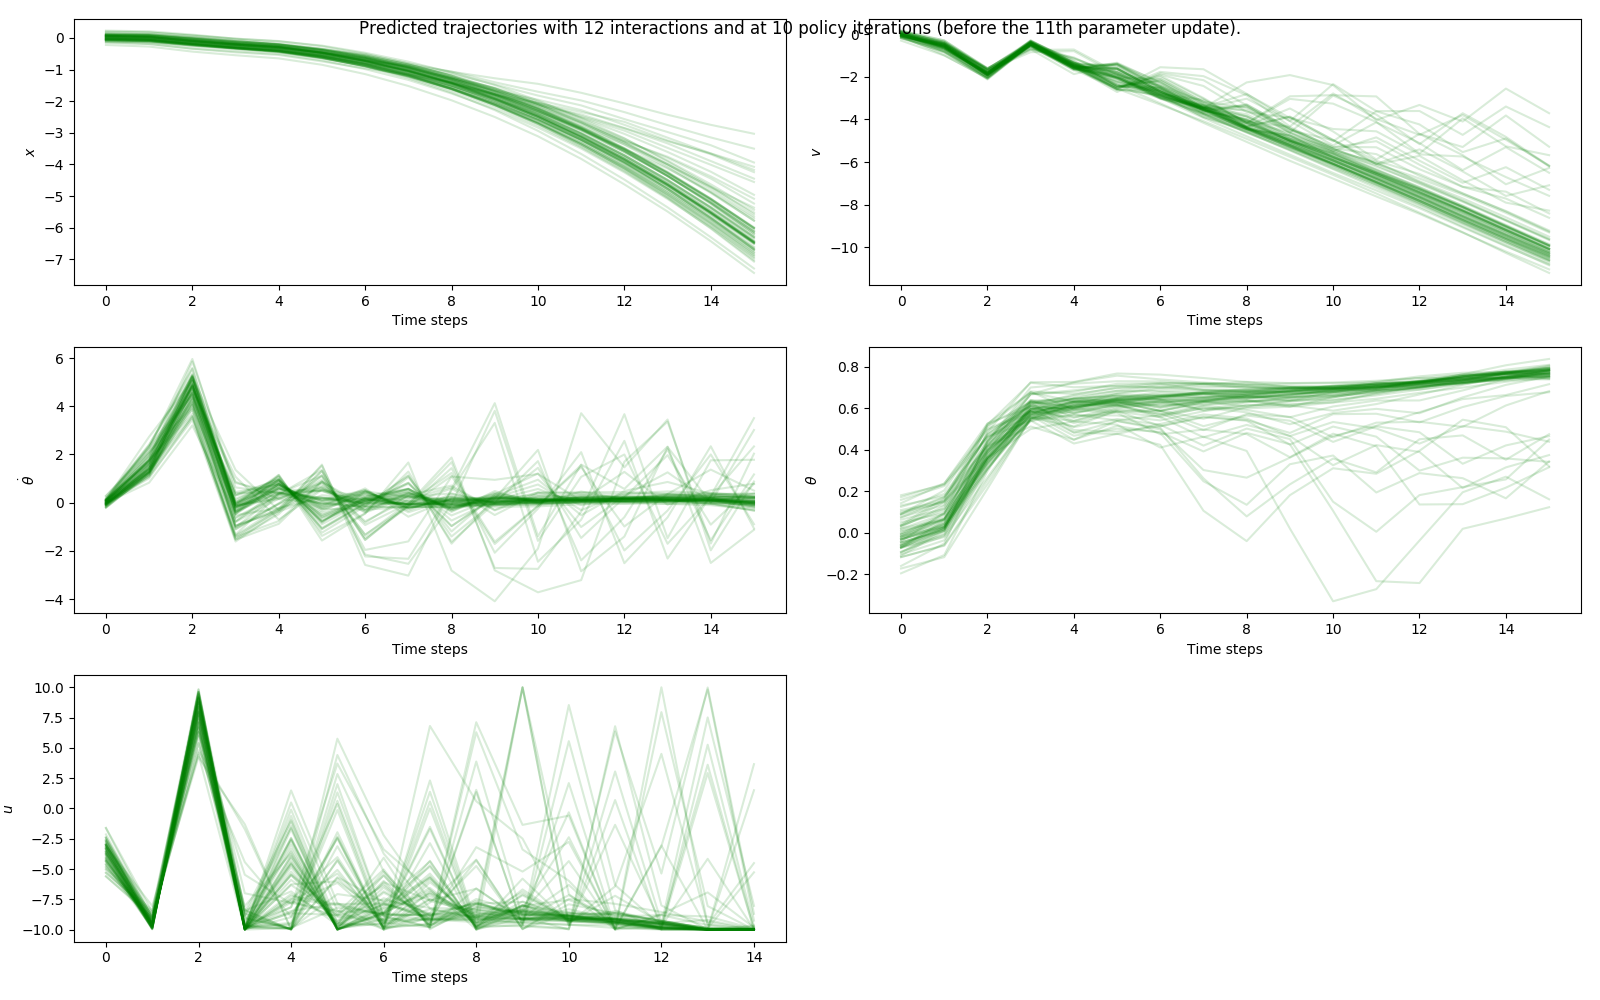 Predicted trajectories with 12 interactions and at 10 policy iterations (before the 11th parameter update).
0
−1
−2
−3
−4
−5
−6
−7
x
0 2 4 6 8 10 12 14
Time steps
0
−2
−4
−6
−8
−10
v
0 2 4 6 8 10 12 14
Time steps
6
4
2
0
−2
−4
θ̇
0 2 4 6 8 10 12 14
Time steps
0.8
0.6
0.4
0.2
0.0
−0.2
θ
0 2 4 6 8 10 12 14
Time steps
10.0
7.5
5.0
2.5
0.0
−2.5
−5.0
−7.5
−10.0
u
0 2 4 6 8 10 12 14
Time steps